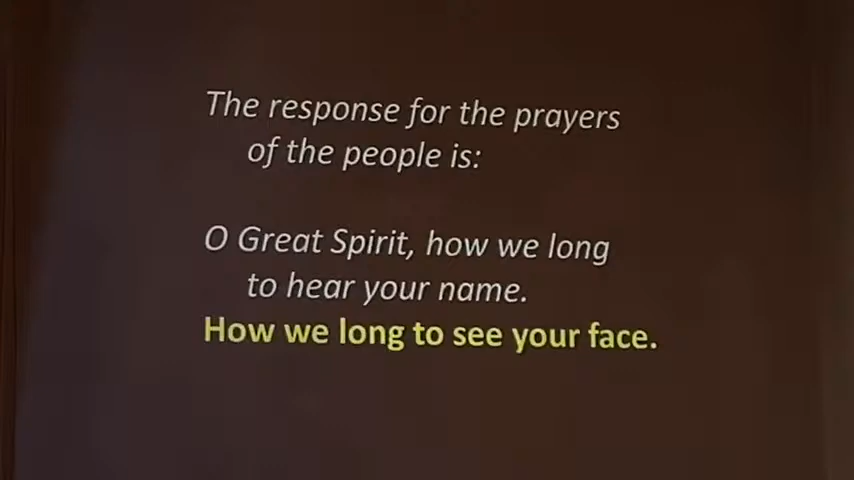 The response for the prayers
of the people is:
O Great Spirit, how we long
to hear your name.
How we long to see your face.